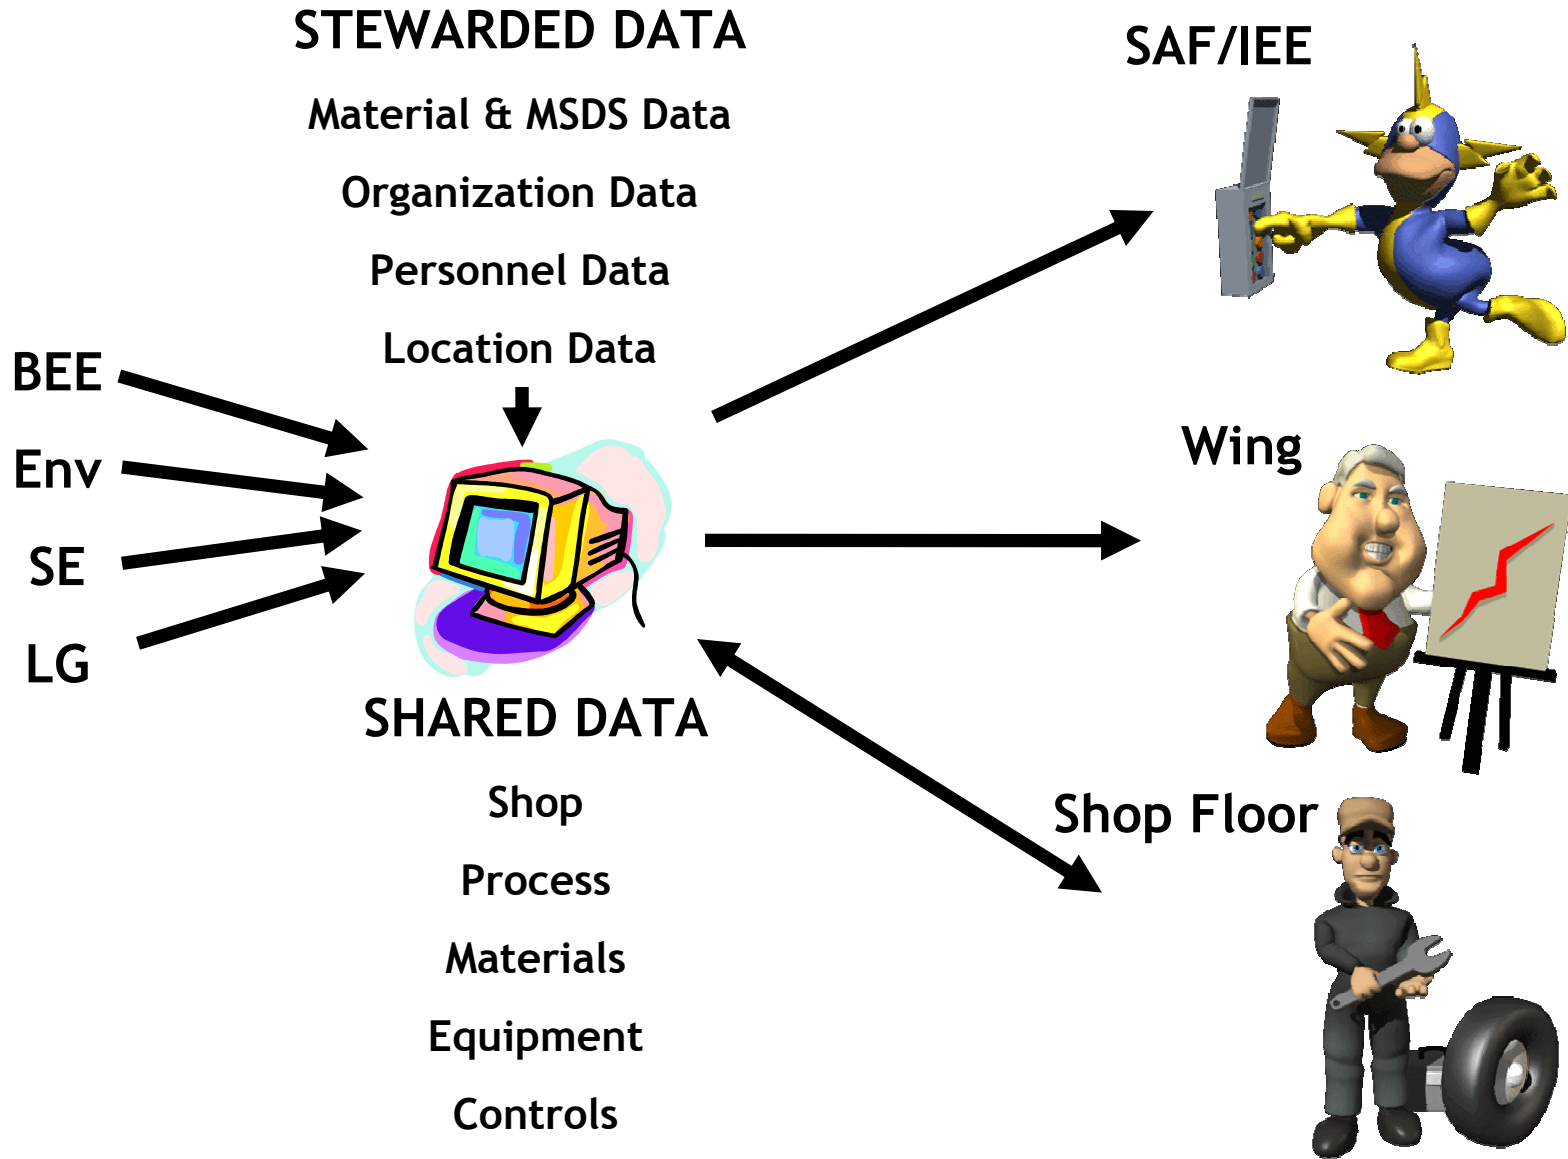 STEWARDED DATA
Material & MSDS Data
Organization Data
Personnel Data
Location Data
BEE
Env
SE
LG
SHARED DATA
Shop
Process
Materials
Equipment
Controls
SAF/IEE
Wing
Shop Floor